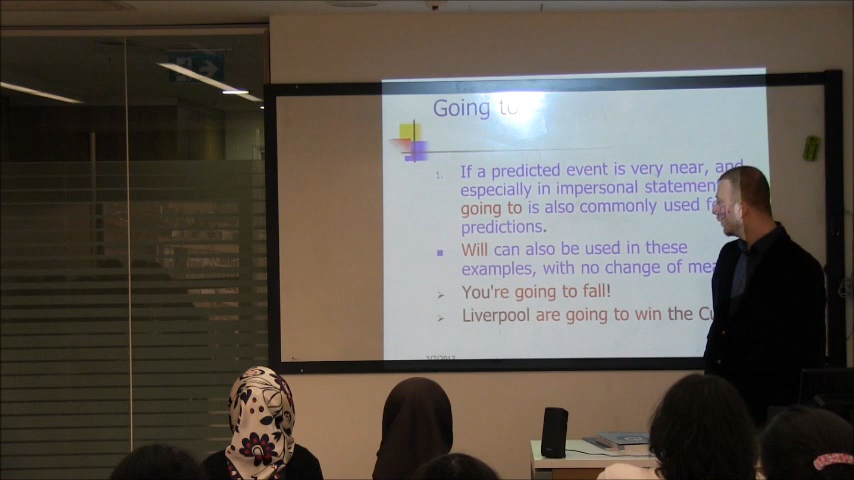 Going to
1. If a predicted event is very near, and
especially in impersonal statement
going to is also commonly used f
predictions.
Will can also be used in these
examples, with no change of mea
You're going to fall!
Liverpool are going to win the Cu